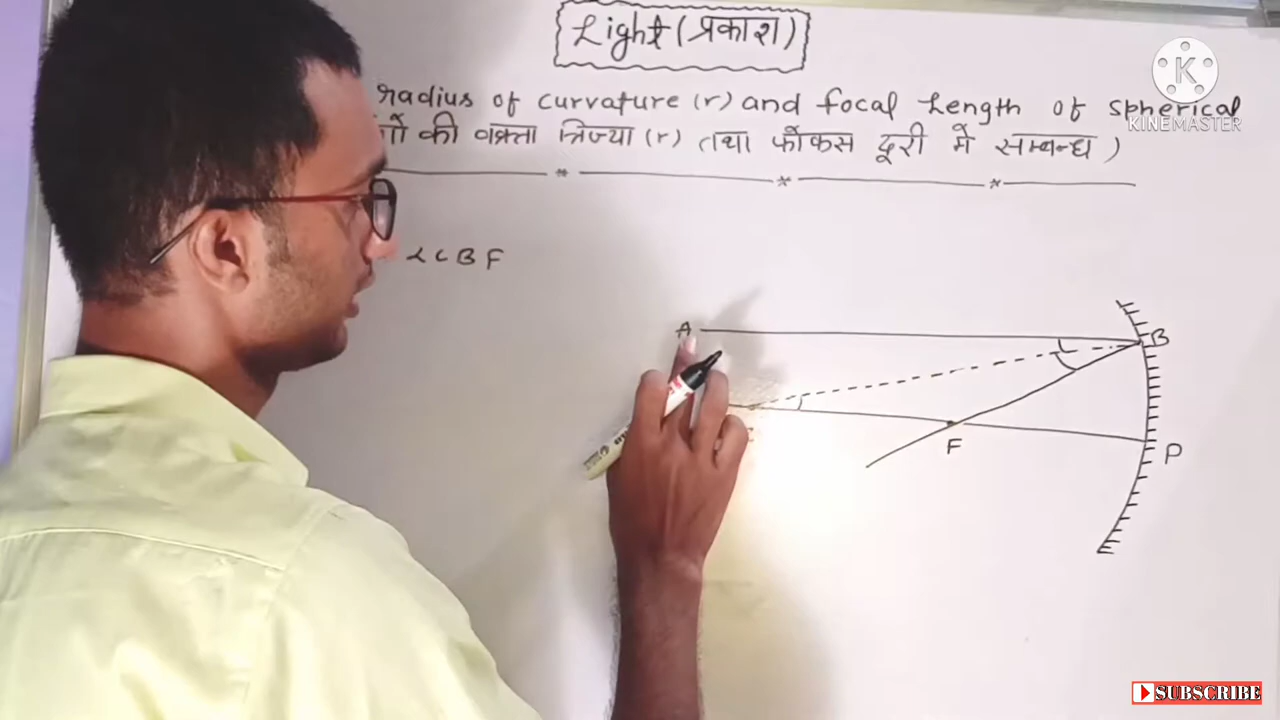 Light (प्रकाश)
radius of curvature (r) and focal length of spherical
की वक्रता त्रिज्या (r) तथा फोकस दूरी में सम्बन्ध )
∠CBF
A
B
F
P
K
KINEMASTER
SUBSCRIBE